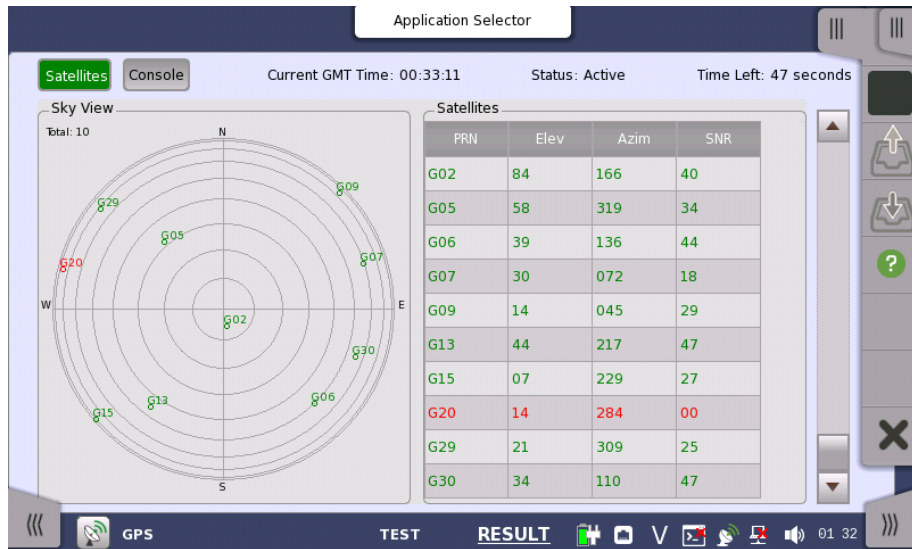 Application Selector
Satellites Console Current GMT Time: 00:33:11 Status: Active Time Left: 47 seconds
Sky View
Total: 10
N
G09
G29
G05
G20
G07
W
E
G02
G30
G13
G06
G15
S
Satellites
PRN Elev Azim SNR
G02 84 166 40
G05 58 319 34
G06 39 136 44
G07 30 072 18
G09 14 045 29
G13 44 217 47
G15 07 229 27
G20 14 284 00
G29 21 309 25
G30 34 110 47
GPS TEST RESULT V 01 32